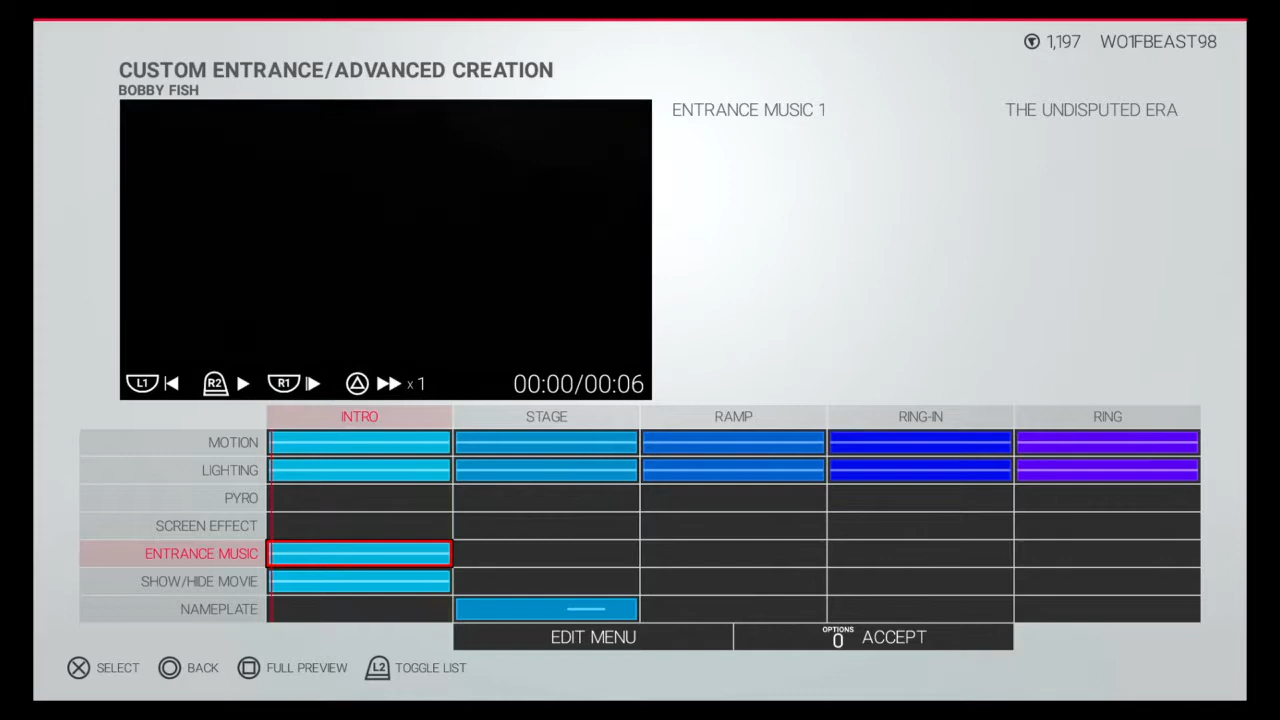 1,197 WO1FBEAST98
CUSTOM ENTRANCE/ADVANCED CREATION
BOBBY FISH
ENTRANCE MUSIC 1 THE UNDISPUTED ERA
L1 R2 R1 x 1 00:00/00:06
INTRO STAGE RAMP RING-IN RING
MOTION
LIGHTING
PYRO
SCREEN EFFECT
ENTRANCE MUSIC
SHOW/HIDE MOVIE
NAMEPLATE
EDIT MENU OPTIONS ACCEPT
SELECT BACK FULL PREVIEW L2 TOGGLE LIST